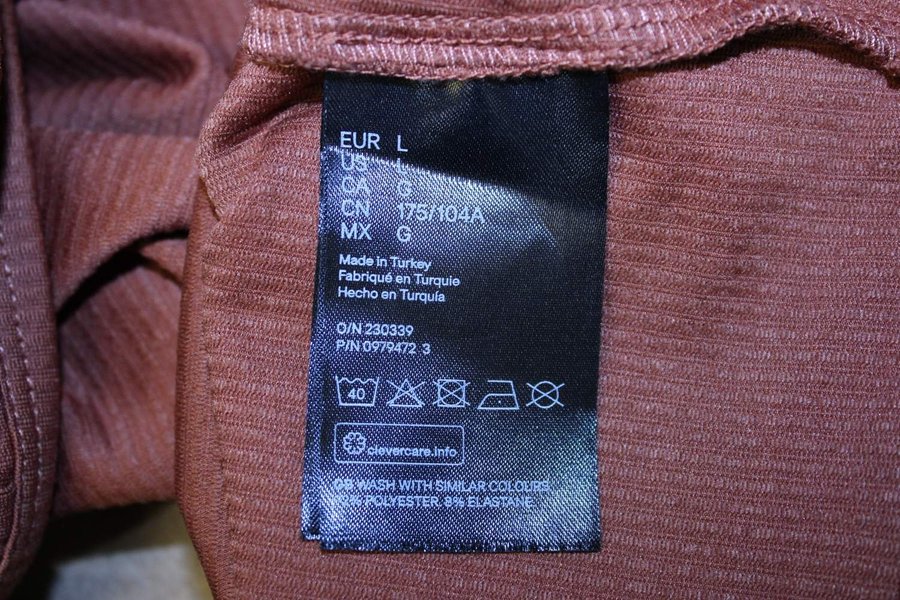 EUR L
US L
CA G
CN 175/104A
MX G
Made in Turkey
Fabriqué en Turquie
Hecho en Turquía
O/N 230339
P/N 0979472 3
40
clevercare.info
GB WASH WITH SIMILAR COLOURS
POLYESTER. 8% ELASTANE